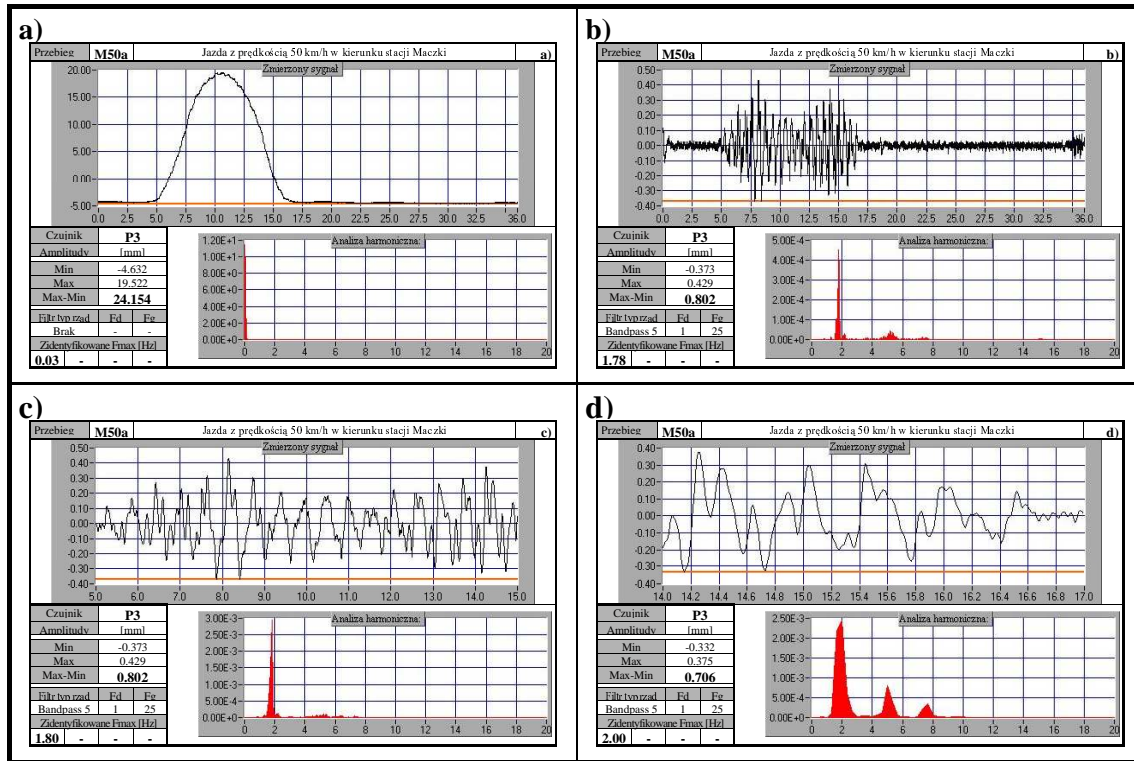 a)
Przebieg M50a Jazda z prędkością 50 km/h w kierunku stacji Maczki a)
Zmierzony sygnał
20.00
15.00
10.00
5.00
0.00
-5.00
0.0 2.5 5.0 7.5 10.0 12.5 15.0 17.5 20.0 22.5 25.0 27.5 30.0 32.5 36.0
Czujnik P3
Amplitudy [mm]
Min -4.632
Max 19.522
Max-Min 24.154
Filtr typ rząd Fd Fg
Brak - -
Zidentyfikowane Fmax [Hz]
0.03 - - -
Analiza harmoniczna:
1.20E+1
1.00E+1
8.00E+0
6.00E+0
4.00E+0
2.00E+0
0.00E+0
0 2 4 6 8 10 12 14 16 18 20
b)
Przebieg M50a Jazda z prędkością 50 km/h w kierunku stacji Maczki b)
Zmierzony sygnał
0.50
0.40
0.30
0.20
0.10
0.00
-0.10
-0.20
-0.30
-0.40
0.0 2.5 5.0 7.5 10.0 12.5 15.0 17.5 20.0 22.5 25.0 27.5 30.0 32.5 36.0
Czujnik P3
Amplitudy [mm]
Min -0.373
Max 0.429
Max-Min 0.802
Filtr typ rząd Fd Fg
Bandpass 5 1 25
Zidentyfikowane Fmax [Hz]
1.78 - - -
Analiza harmoniczna:
5.00E-4
4.00E-4
3.00E-4
2.00E-4
1.00E-4
0.00E+0
0 2 4 6 8 10 12 14 16 18 20
c)
Przebieg M50a Jazda z prędkością 50 km/h w kierunku stacji Maczki c)
Zmierzony sygnał
0.50
0.40
0.30
0.20
0.10
0.00
-0.10
-0.20
-0.30
-0.40
5.0 6.0 7.0 8.0 9.0 10.0 11.0 12.0 13.0 14.0 15.0
Czujnik P3
Amplitudy [mm]
Min -0.373
Max 0.429
Max-Min 0.802
Filtr typ rząd Fd Fg
Bandpass 5 1 25
Zidentyfikowane Fmax [Hz]
1.80 - - -
Analiza harmoniczna:
3.00E-3
2.50E-3
2.00E-3
1.50E-3
1.00E-3
5.00E-4
0.00E+0
0 2 4 6 8 10 12 14 16 18 20
d)
Przebieg M50a Jazda z prędkością 50 km/h w kierunku stacji Maczki d)
Zmierzony sygnał
0.40
0.30
0.20
0.10
0.00
-0.10
-0.20
-0.30
-0.40
14.0 14.2 14.4 14.6 14.8 15.0 15.2 15.4 15.6 15.8 16.0 16.2 16.4 16.6 17.0
Czujnik P3
Amplitudy [mm]
Min -0.332
Max 0.375
Max-Min 0.706
Filtr typ rząd Fd Fg
Bandpass 5 1 25
Zidentyfikowane Fmax [Hz]
2.00 - - -
Analiza harmoniczna:
2.50E-3
2.00E-3
1.50E-3
1.00E-3
5.00E-4
0.00E+0
0 2 4 6 8 10 12 14 16 18 20